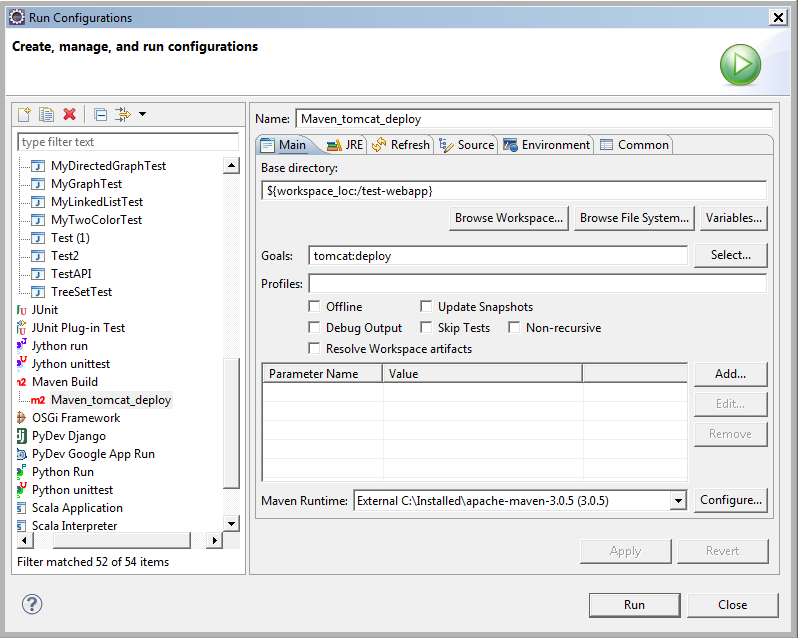 Run Configurations
Create, manage, and run configurations
type filter text
MyDirectedGraphTest
MyGraphTest
MyLinkedListTest
MyTwoColorTest
Test (1)
Test2
TestAPI
TreeSetTest
JUnit
JUnit Plug-in Test
Jython run
Jython unittest
Maven Build
Maven_tomcat_deploy
OSGi Framework
PyDev Django
PyDev Google App Run
Python Run
Python unittest
Scala Application
Scala Interpreter
Filter matched 52 of 54 items
Name: Maven_tomcat_deploy
Main JRE Refresh Source Environment Common
Base directory:
${workspace_loc:/test-webapp}
Browse Workspace... Browse File System... Variables...
Goals: tomcat:deploy Select...
Profiles:
Offline Update Snapshots
Debug Output Skip Tests Non-recursive
Resolve Workspace artifacts
Parameter Name Value Add...
Edit...
Remove
Maven Runtime: External C:\Installed\apache-maven-3.0.5 (3.0.5) Configure...
Apply Revert
Run Close